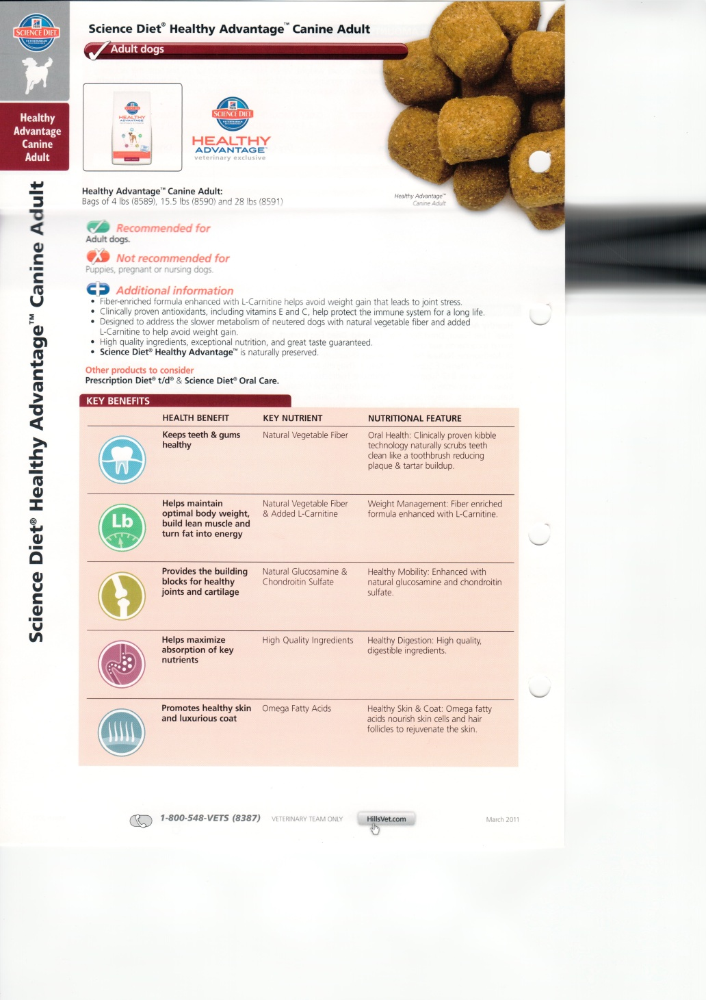 Hill's
SCIENCE DIET
VETERINARIAN
RECOMMENDED
Healthy
Advantage
Canine
Adult
Science Diet® Healthy Advantage™ Canine Adult
Science Diet® Healthy Advantage™ Canine Adult
Adult dogs
HEALTHY
ADVANTAGE
Hill's
SCIENCE DIET
VETERINARIAN
RECOMMENDED
HEALTHY
ADVANTAGE™
veterinary exclusive
Healthy Advantage™
Canine Adult
Healthy Advantage™ Canine Adult:
Bags of 4 lbs (8589), 15.5 lbs (8590) and 28 lbs (8591)
Recommended for
Adult dogs.
Not recommended for
Puppies, pregnant or nursing dogs.
Additional information
• Fiber-enriched formula enhanced with L-Carnitine helps avoid weight gain that leads to joint stress.
• Clinically proven antioxidants, including vitamins E and C, help protect the immune system for a long life.
• Designed to address the slower metabolism of neutered dogs with natural vegetable fiber and added
L-Carnitine to help avoid weight gain.
• High quality ingredients, exceptional nutrition, and great taste guaranteed.
• Science Diet® Healthy Advantage™ is naturally preserved.
Other products to consider
Prescription Diet® t/d® & Science Diet® Oral Care.
KEY BENEFITS
HEALTH BENEFIT KEY NUTRIENT NUTRITIONAL FEATURE
Keeps teeth & gums
healthy
Natural Vegetable Fiber
Oral Health: Clinically proven kibble
technology naturally scrubs teeth
clean like a toothbrush reducing
plaque & tartar buildup.
Lb
Helps maintain
optimal body weight,
build lean muscle and
turn fat into energy
Natural Vegetable Fiber
& Added L-Carnitine
Weight Management: Fiber enriched
formula enhanced with L-Carnitine.
Provides the building
blocks for healthy
joints and cartilage
Natural Glucosamine &
Chondroitin Sulfate
Healthy Mobility: Enhanced with
natural glucosamine and chondroitin
sulfate.
Helps maximize
absorption of key
nutrients
High Quality Ingredients
Healthy Digestion: High quality,
digestible ingredients.
Promotes healthy skin
and luxurious coat
Omega Fatty Acids
Healthy Skin & Coat: Omega fatty
acids nourish skin cells and hair
follicles to rejuvenate the skin.
1-800-548-VETS (8387) VETERINARY TEAM ONLY HillsVet.com March 2011